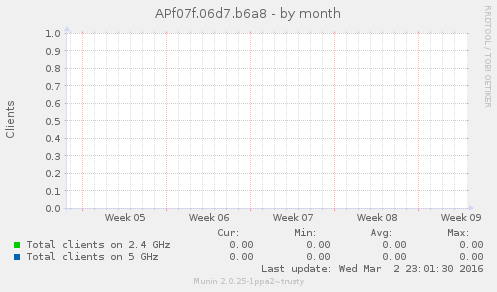 APf07f.06d7.b6a8 - by month
RRDTOOL / TOBI OETIKER
Clients
1.0
0.9
0.8
0.7
0.6
0.5
0.4
0.3
0.2
0.1
0.0
Week 05 Week 06 Week 07 Week 08 Week 09
Cur: Min: Avg: Max:
Total clients on 2.4 GHz 0.00 0.00 0.00 0.00
Total clients on 5 GHz 0.00 0.00 0.00 0.00
Last update: Wed Mar 2 23:01:30 2016
Munin 2.0.25-1ppa2~trusty